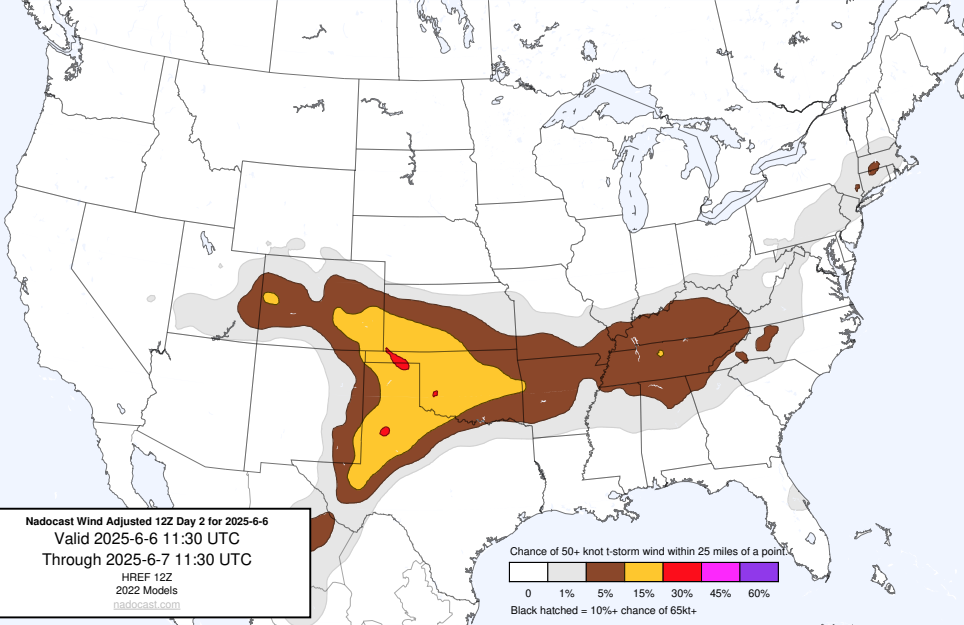 Nadocast Wind Adjusted 12Z Day 2 for 2025-6-6
Valid 2025-6-6 11:30 UTC
Through 2025-6-7 11:30 UTC
HREF 12Z
2022 Models
nadocast.com
Chance of 50+ knot t-storm wind within 25 miles of a point.
0 1% 5% 15% 30% 45% 60%
Black hatched = 10%+ chance of 65kt+